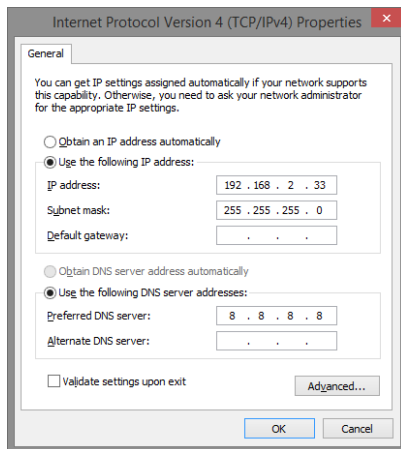 Internet Protocol Version 4 (TCP/IPv4) Properties
General
You can get IP settings assigned automatically if your network supports
this capability. Otherwise, you need to ask your network administrator
for the appropriate IP settings.
Obtain an IP address automatically
Use the following IP address:
IP address: 192 . 168 . 2 . 33
Subnet mask: 255 . 255 . 255 . 0
Default gateway: . . .
Obtain DNS server address automatically
Use the following DNS server addresses:
Preferred DNS server: 8 . 8 . 8 . 8
Alternate DNS server: . . .
Validate settings upon exit
Advanced...
OK Cancel